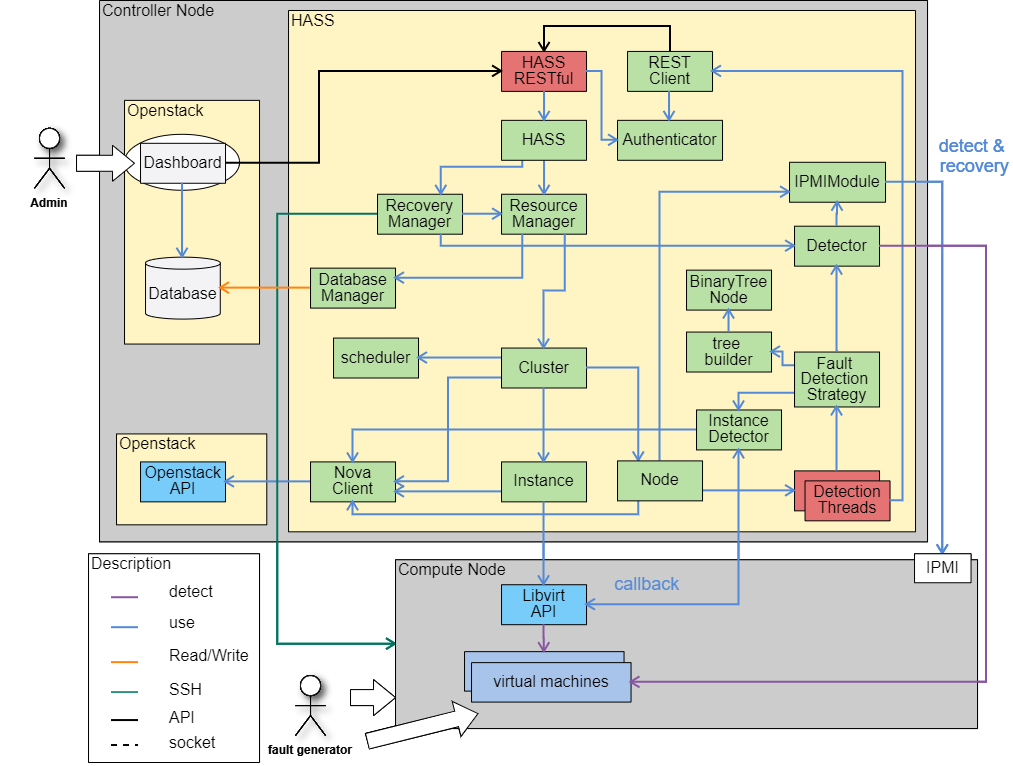 Controller Node
HASS
HASS
RESTful
REST
Client
Openstack
HASS
Authenticator
detect &
recovery
Dashboard
Admin
IPMIModule
Recovery
Manager
Resource
Manager
Detector
Database
Database
Manager
BinaryTree
Node
scheduler
tree
builder
Cluster
Fault
Detection
Strategy
Instance
Detector
Openstack
Openstack
API
Nova
Client
Instance
Node
Detection
Threads
Description
detect
use
Read/Write
SSH
API
socket
Compute Node
IPMI
Libvirt
API
callback
virtual machines
fault generator